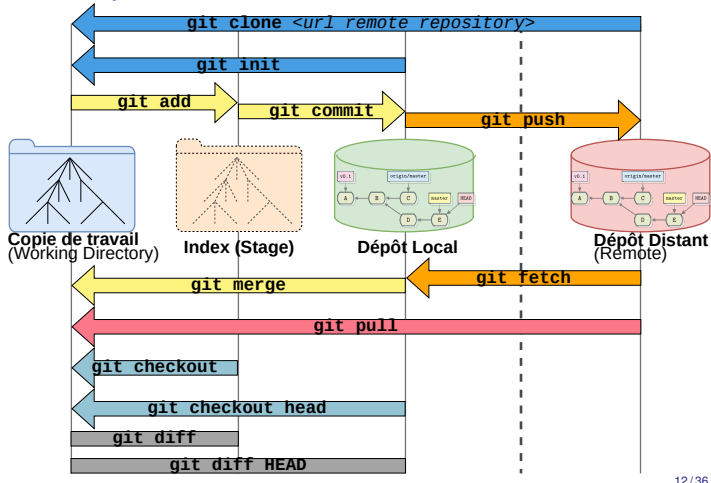 git clone <url remote repository>
git init
git add
git commit
git push
v0.1
origin/master
A
B
C
master
HEAD
D
E
v0.1
origin/master
A
B
C
master
HEAD
D
E
Copie de travail
(Working Directory)
Index (Stage)
Dépôt Local
Dépôt Distant
(Remote)
git merge
git fetch
git pull
git checkout
git checkout head
git diff
git diff HEAD
12/36